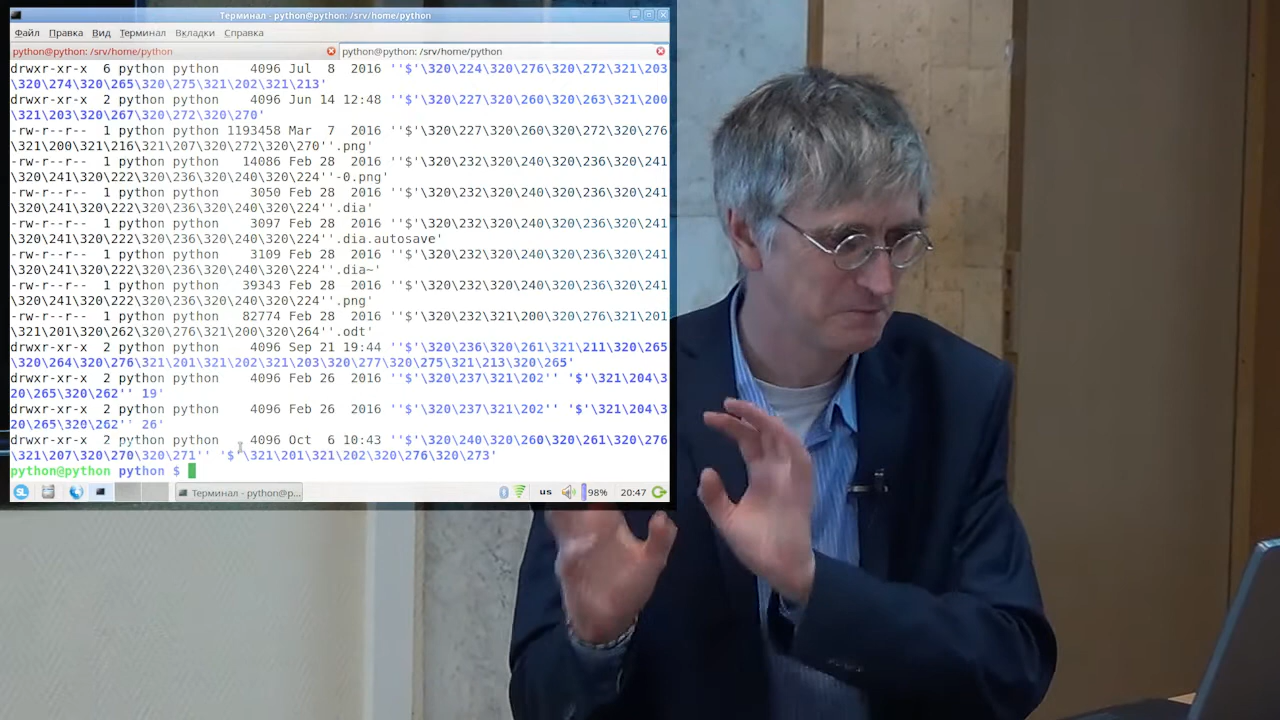 Терминал - python@python: /srv/home/python
Файл Правка Вид Терминал Вкладки Справка
python@python: /srv/home/python python@python: /srv/home/python
drwxr-xr-x 6 python python 4096 Jul 8 2016 ''$'\320\224\320\276\320\272\321\203
\320\274\320\265\320\275\321\202\321\213'
drwxr-xr-x 2 python python 4096 Jun 14 12:48 ''$'\320\227\320\260\320\263\321\200
\321\203\320\267\320\272\320\270'
-rw-r--r-- 1 python python 1193458 Mar 7 2016 ''$'\320\227\320\260\320\272\320\276
\321\200\321\216\321\207\320\272\320\270''.png'
-rw-r--r-- 1 python python 14086 Feb 28 2016 ''$'\320\232\320\240\320\236\320\241
\320\241\320\222\320\236\320\240\320\224''-0.png'
-rw-r--r-- 1 python python 3050 Feb 28 2016 ''$'\320\232\320\240\320\236\320\241
\320\241\320\222\320\236\320\240\320\224''.dia'
-rw-r--r-- 1 python python 3097 Feb 28 2016 ''$'\320\232\320\240\320\236\320\241
\320\241\320\222\320\236\320\240\320\224''.dia.autosave'
-rw-r--r-- 1 python python 3109 Feb 28 2016 ''$'\320\232\320\240\320\236\320\241
\320\241\320\222\320\236\320\240\320\224''.dia~'
-rw-r--r-- 1 python python 39343 Feb 28 2016 ''$'\320\232\320\240\320\236\320\241
\320\241\320\222\320\236\320\240\320\224''.png'
-rw-r--r-- 1 python python 82774 Feb 28 2016 ''$'\320\232\321\200\320\276\321\201
\321\201\320\262\320\276\321\200\320\264''.odt'
drwxr-xr-x 2 python python 4096 Sep 21 19:44 ''$'\320\236\320\261\321\211\320\265
\320\264\320\276\321\201\321\202\321\203\320\277\320\275\321\213\320\265'
drwxr-xr-x 2 python python 4096 Feb 26 2016 ''$'\320\237\321\202'' '$'\321\204\3
20\265\320\262'' 19'
drwxr-xr-x 2 python python 4096 Feb 26 2016 ''$'\320\237\321\202'' '$'\321\204\3
20\265\320\262'' 26'
drwxr-xr-x 2 python python 4096 Oct 6 10:43 ''$'\320\240\320\260\320\261\320\276
\321\207\320\270\320\271'' '$'\321\201\321\202\320\276\320\273'
python@python python $
Терминал - python@p... us 98% 20:47